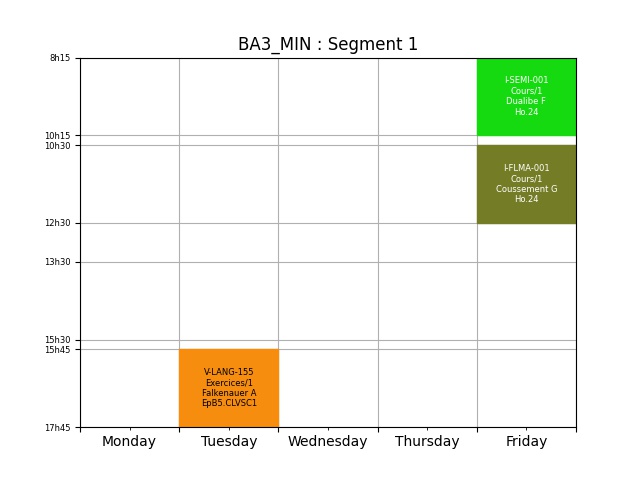 BA3_MIN : Segment 1
8h15
I-SEMI-001
Cours/1
Dualibe F
Ho.24
10h15
10h30
I-FLMA-001
Cours/1
Coussement G
Ho.24
12h30
13h30
15h30
15h45
V-LANG-155
Exercices/1
Falkenauer A
EpB5.CLVSC1
17h45
Monday
Tuesday
Wednesday
Thursday
Friday